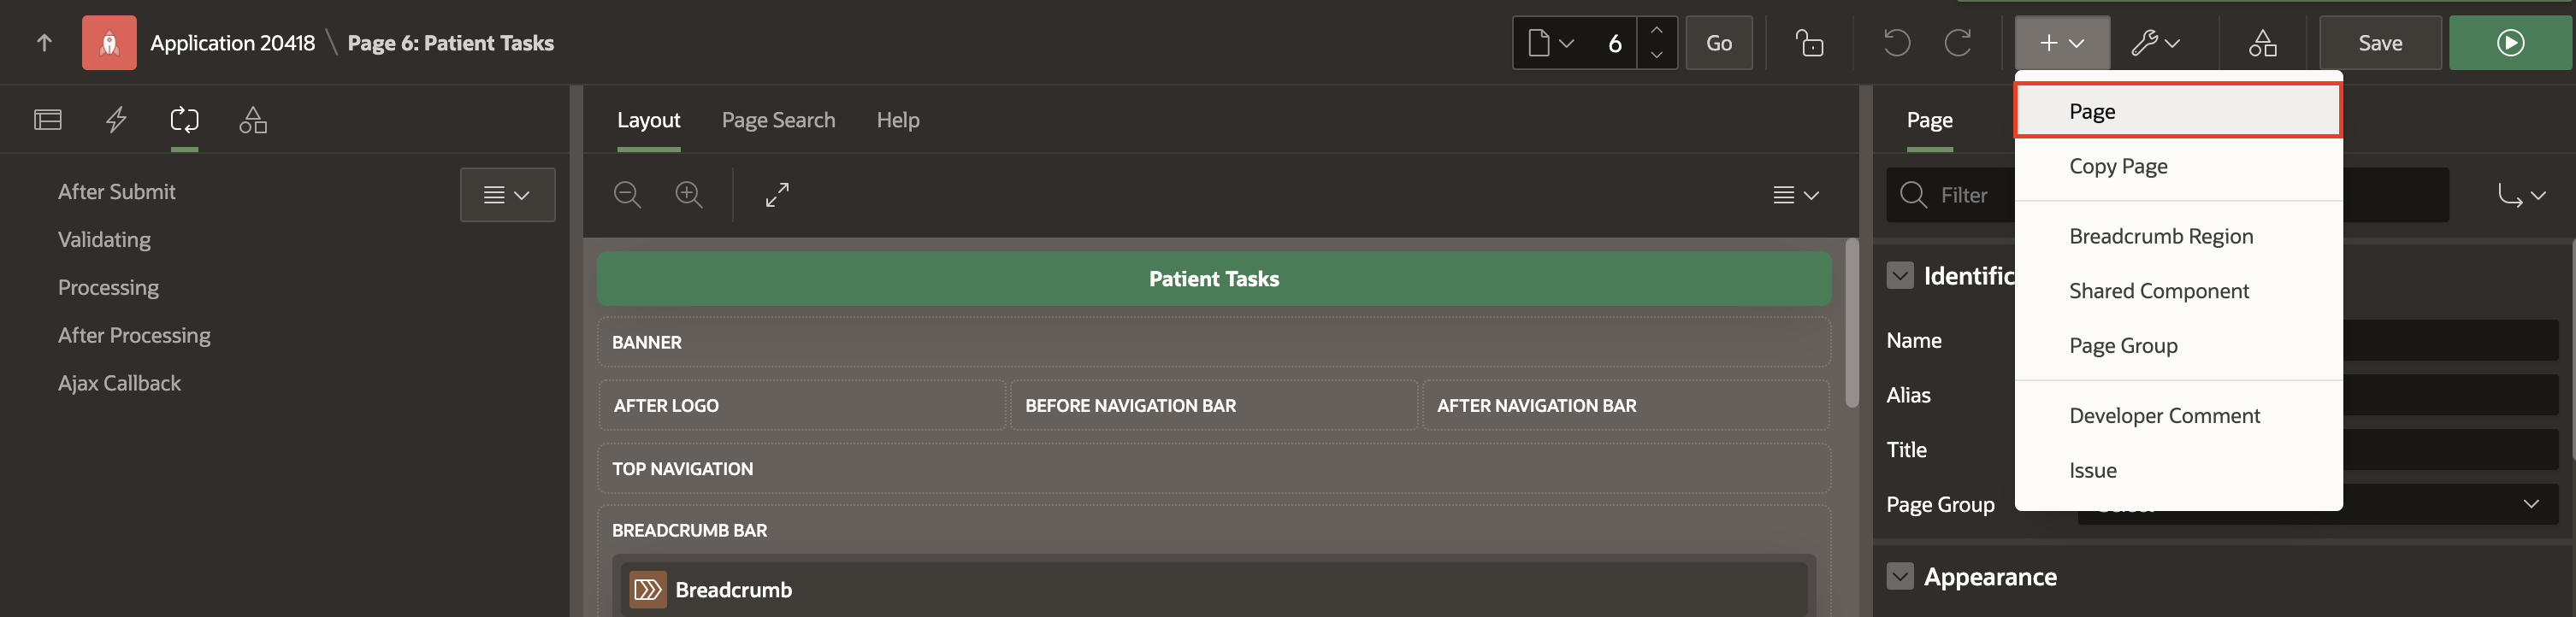 Application 20418 \ Page 6: Patient Tasks
6
Go
Save
After Submit
Validating
Processing
After Processing
Ajax Callback
Layout
Page Search
Help
Patient Tasks
BANNER
AFTER LOGO
BEFORE NAVIGATION BAR
AFTER NAVIGATION BAR
TOP NAVIGATION
BREADCRUMB BAR
Breadcrumb
Page
Filter
Name
Alias
Title
Page Group
Appearance
Page
Copy Page
Breadcrumb Region
Shared Component
Page Group
Developer Comment
Issue